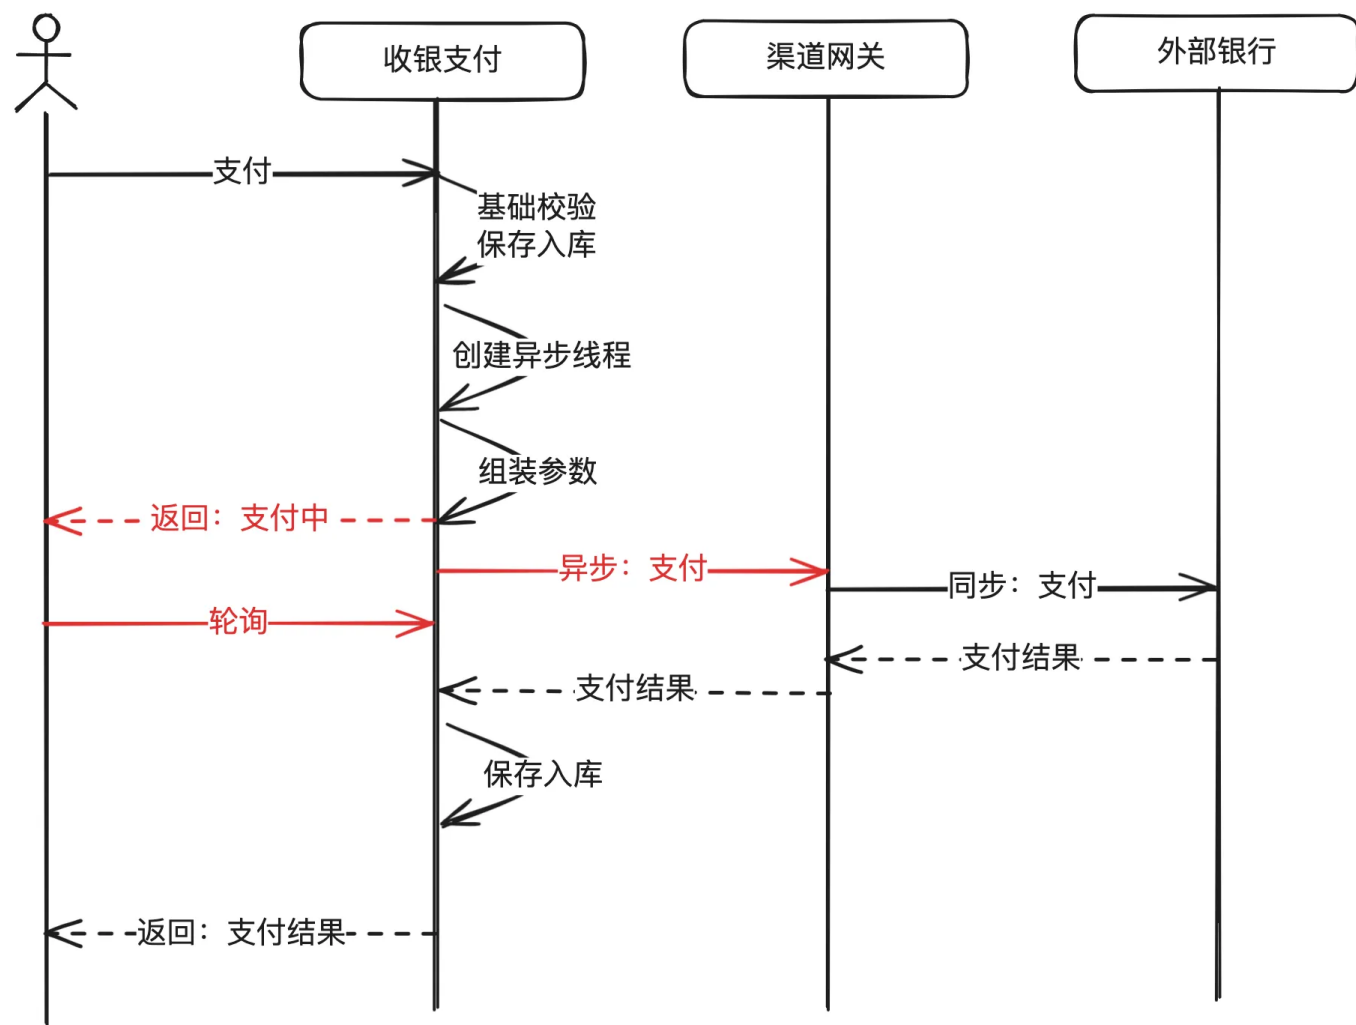 收银支付
渠道网关
外部银行
支付
基础校验
保存入库
创建异步线程
组装参数
返回：支付中
异步：支付
同步：支付
轮询
支付结果
支付结果
保存入库
返回：支付结果